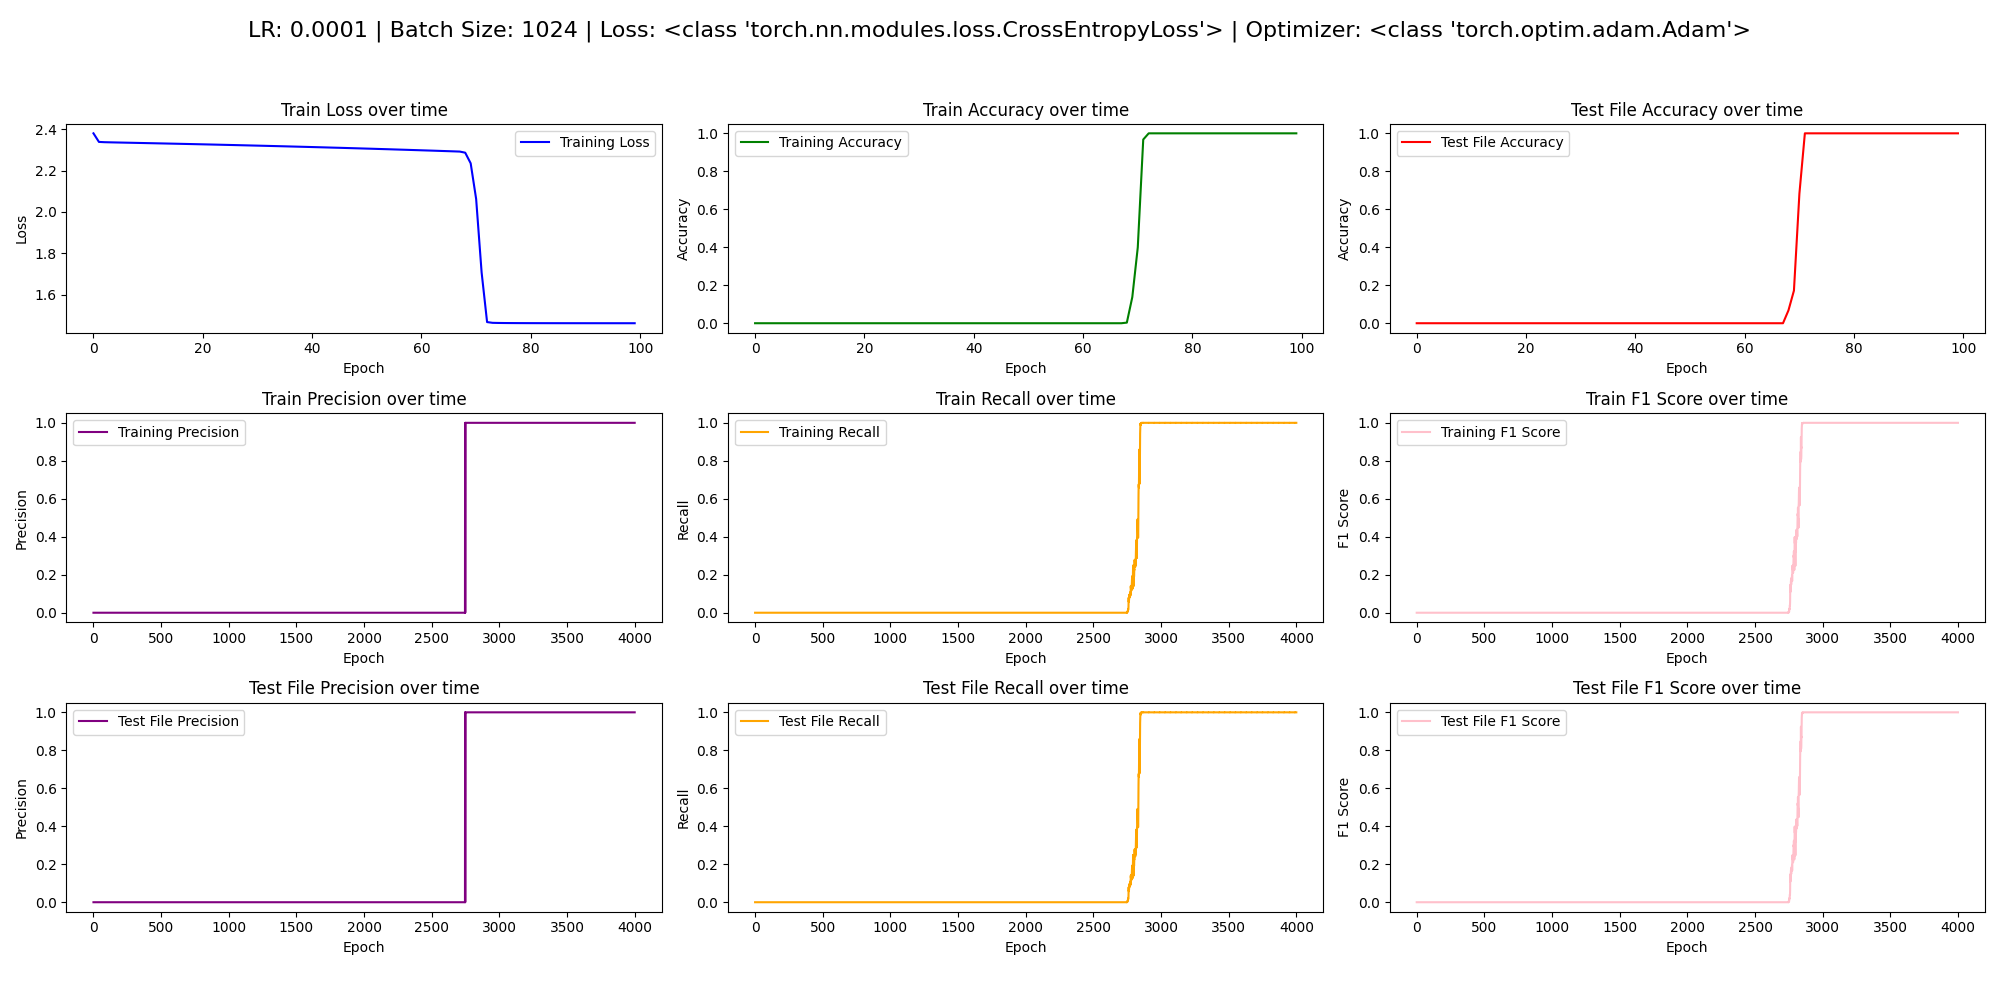 LR: 0.0001 | Batch Size: 1024 | Loss: <class 'torch.nn.modules.loss.CrossEntropyLoss'> | Optimizer: <class 'torch.optim.adam.Adam'>
Train Loss over time
Training Loss
Loss
2.4
2.2
2.0
1.8
1.6
0 20 40 60 80 100
Epoch
Train Accuracy over time
Training Accuracy
Accuracy
1.0
0.8
0.6
0.4
0.2
0.0
0 20 40 60 80 100
Epoch
Test File Accuracy over time
Test File Accuracy
Accuracy
1.0
0.8
0.6
0.4
0.2
0.0
0 20 40 60 80 100
Epoch
Train Precision over time
Training Precision
Precision
1.0
0.8
0.6
0.4
0.2
0.0
0 500 1000 1500 2000 2500 3000 3500 4000
Epoch
Train Recall over time
Training Recall
Recall
1.0
0.8
0.6
0.4
0.2
0.0
0 500 1000 1500 2000 2500 3000 3500 4000
Epoch
Train F1 Score over time
Training F1 Score
F1 Score
1.0
0.8
0.6
0.4
0.2
0.0
0 500 1000 1500 2000 2500 3000 3500 4000
Epoch
Test File Precision over time
Test File Precision
Precision
1.0
0.8
0.6
0.4
0.2
0.0
0 500 1000 1500 2000 2500 3000 3500 4000
Epoch
Test File Recall over time
Test File Recall
Recall
1.0
0.8
0.6
0.4
0.2
0.0
0 500 1000 1500 2000 2500 3000 3500 4000
Epoch
Test File F1 Score over time
Test File F1 Score
F1 Score
1.0
0.8
0.6
0.4
0.2
0.0
0 500 1000 1500 2000 2500 3000 3500 4000
Epoch